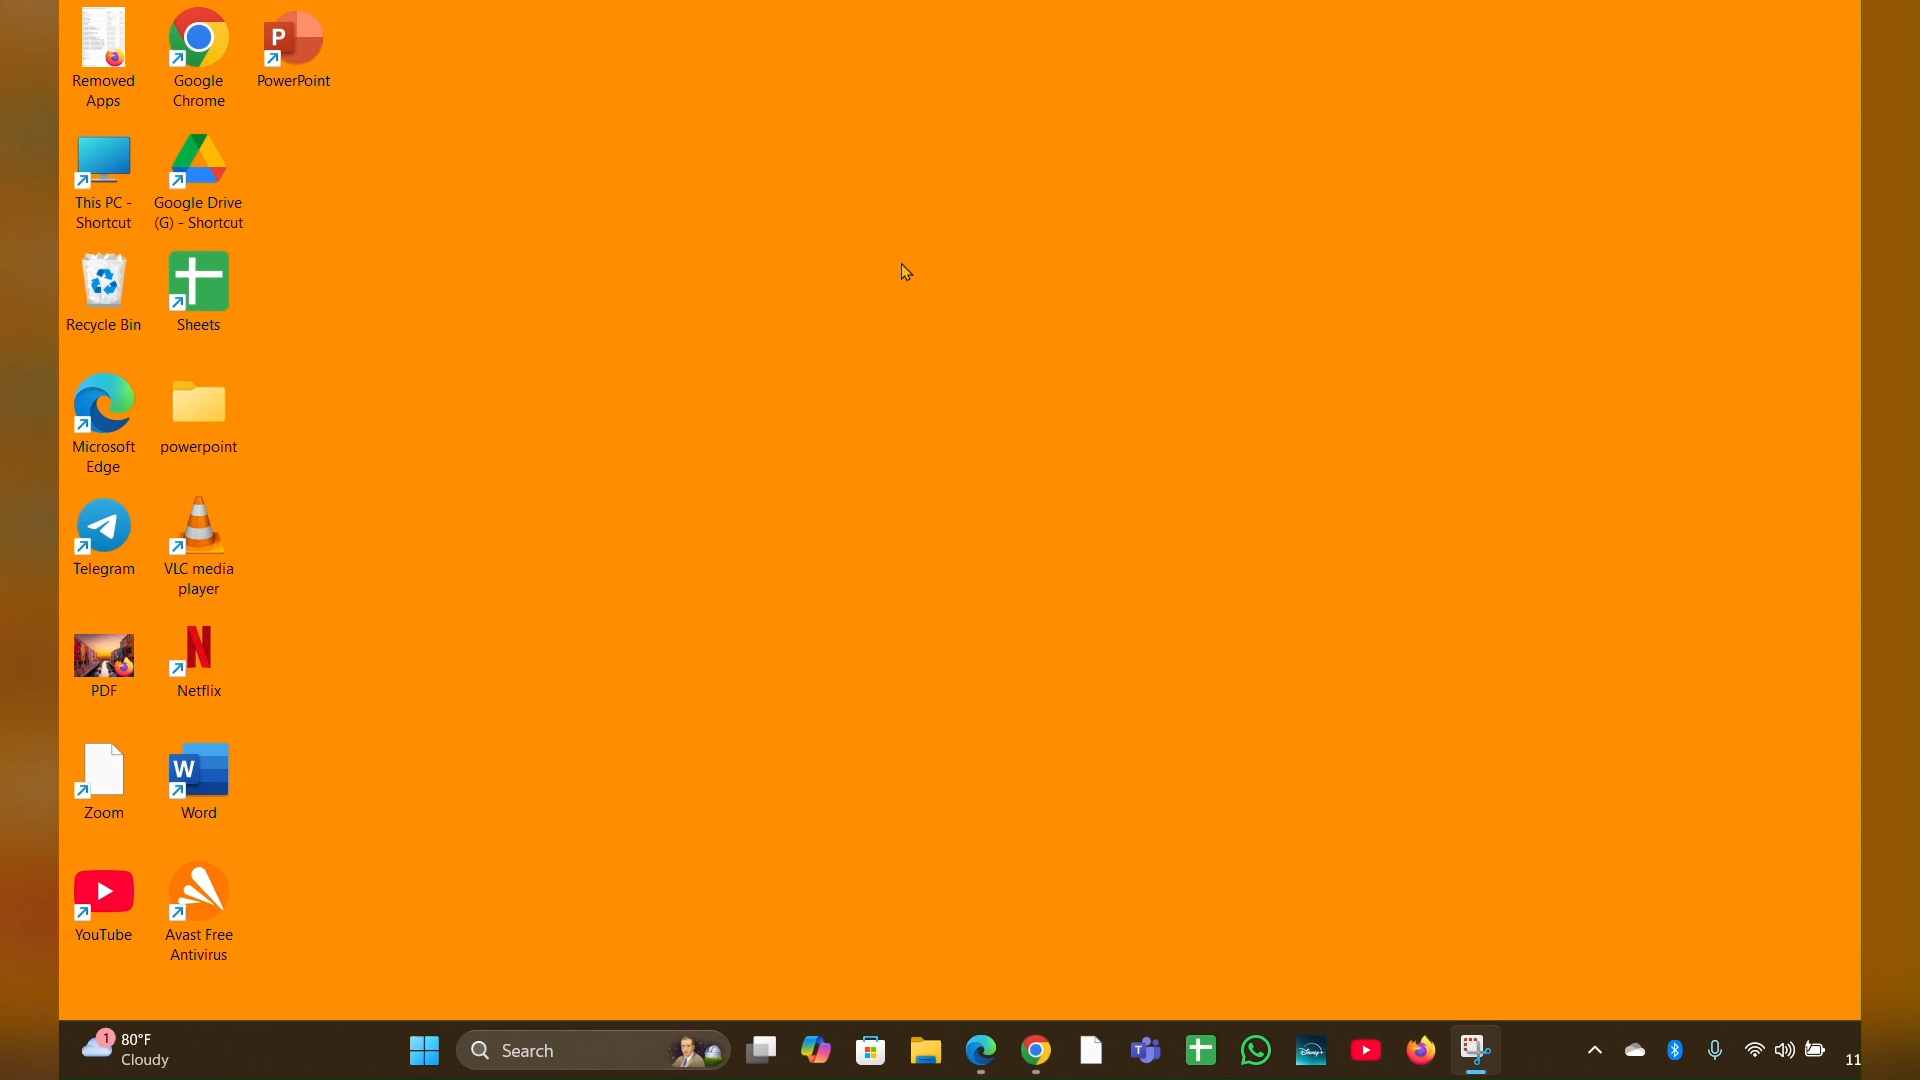 Removed
Apps
Google
Chrome
PowerPoint
This PC -
Shortcut
Google Drive
(G) - Shortcut
Recycle Bin
Sheets
Microsoft
Edge
powerpoint
Telegram
VLC media
player
PDF
Netflix
Zoom
Word
YouTube
Avast Free
Antivirus
1
80°F
Cloudy
Search
11